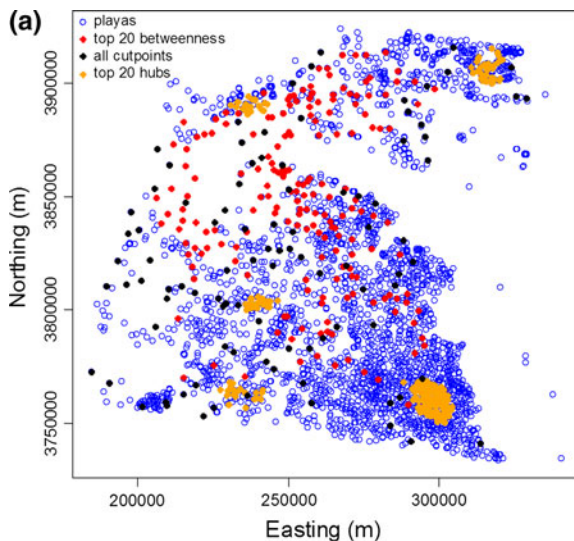 (a)
playas
top 20 betweenness
all cutpoints
top 20 hubs
3900000
3850000
3800000
3750000
Northing (m)
200000 250000 300000
Easting (m)